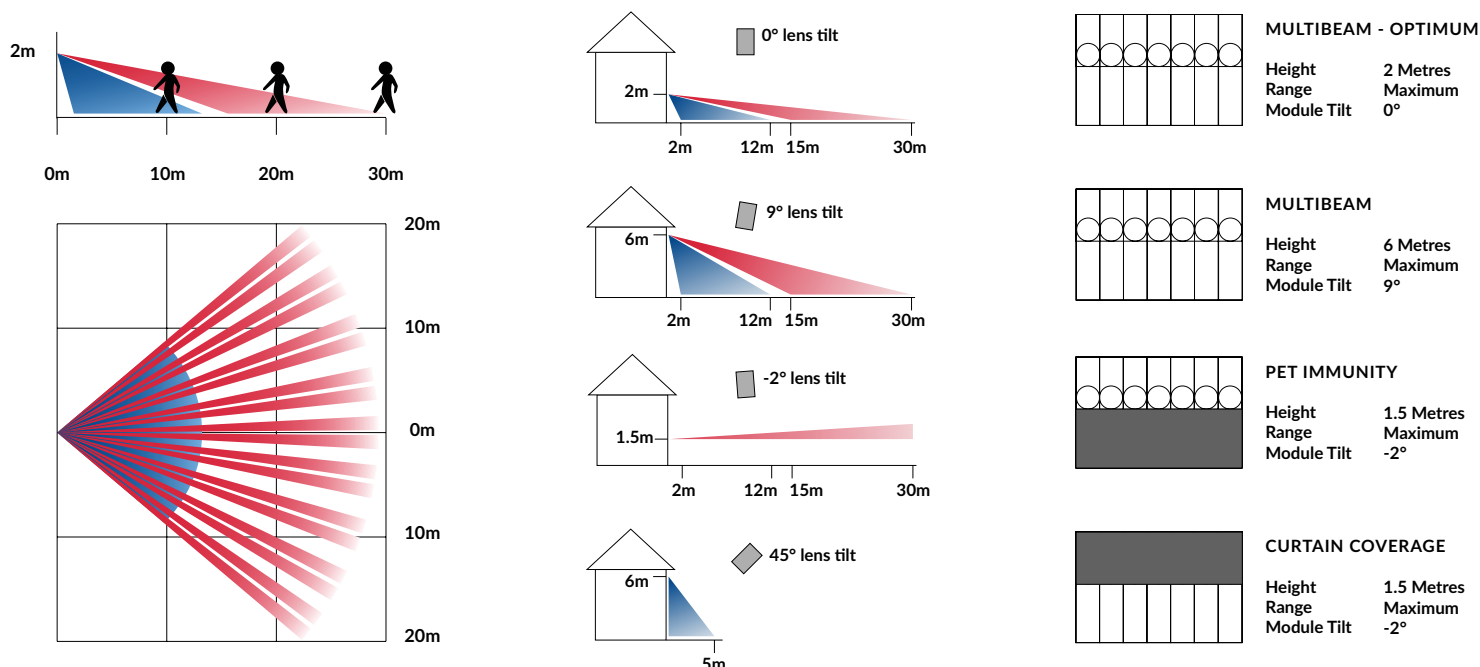 2m
0m 10m 20m 30m
20m
10m
0m
10m
20m
0° lens tilt
2m
2m 12m 15m 30m
9° lens tilt
6m
2m 12m 15m 30m
-2° lens tilt
1.5m
2m 12m 15m 30m
45° lens tilt
6m
5m
MULTIBEAM - OPTIMUM
Height 2 Metres
Range Maximum
Module Tilt 0°
MULTIBEAM
Height 6 Metres
Range Maximum
Module Tilt 9°
PET IMMUNITY
Height 1.5 Metres
Range Maximum
Module Tilt -2°
CURTAIN COVERAGE
Height 1.5 Metres
Range Maximum
Module Tilt -2°